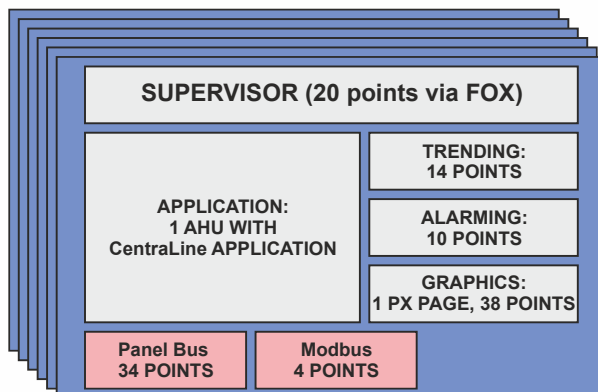 SUPERVISOR (20 points via FOX)
APPLICATION:
1 AHU WITH
CentraLine APPLICATION
TRENDING:
14 POINTS
ALARMING:
10 POINTS
GRAPHICS:
1 PX PAGE, 38 POINTS
Panel Bus
34 POINTS
Modbus
4 POINTS